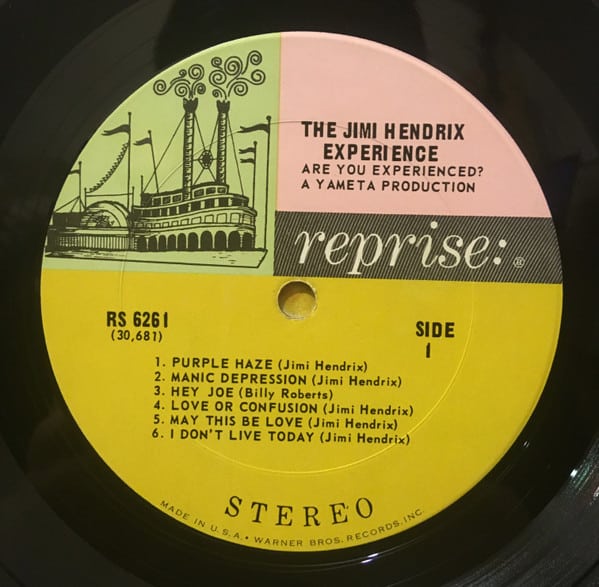 THE JIMI HENDRIX
EXPERIENCE
ARE YOU EXPERIENCED?
A YAMETA PRODUCTION
reprise:®
RS 6261
(30,681)
SIDE
1
1. PURPLE HAZE (Jimi Hendrix)
2. MANIC DEPRESSION (Jimi Hendrix)
3. HEY JOE (Billy Roberts)
4. LOVE OR CONFUSION (Jimi Hendrix)
5. MAY THIS BE LOVE (Jimi Hendrix)
6. I DON'T LIVE TODAY (Jimi Hendrix)
STEREO
MADE IN U.S.A. • WARNER BROS. RECORDS, INC.